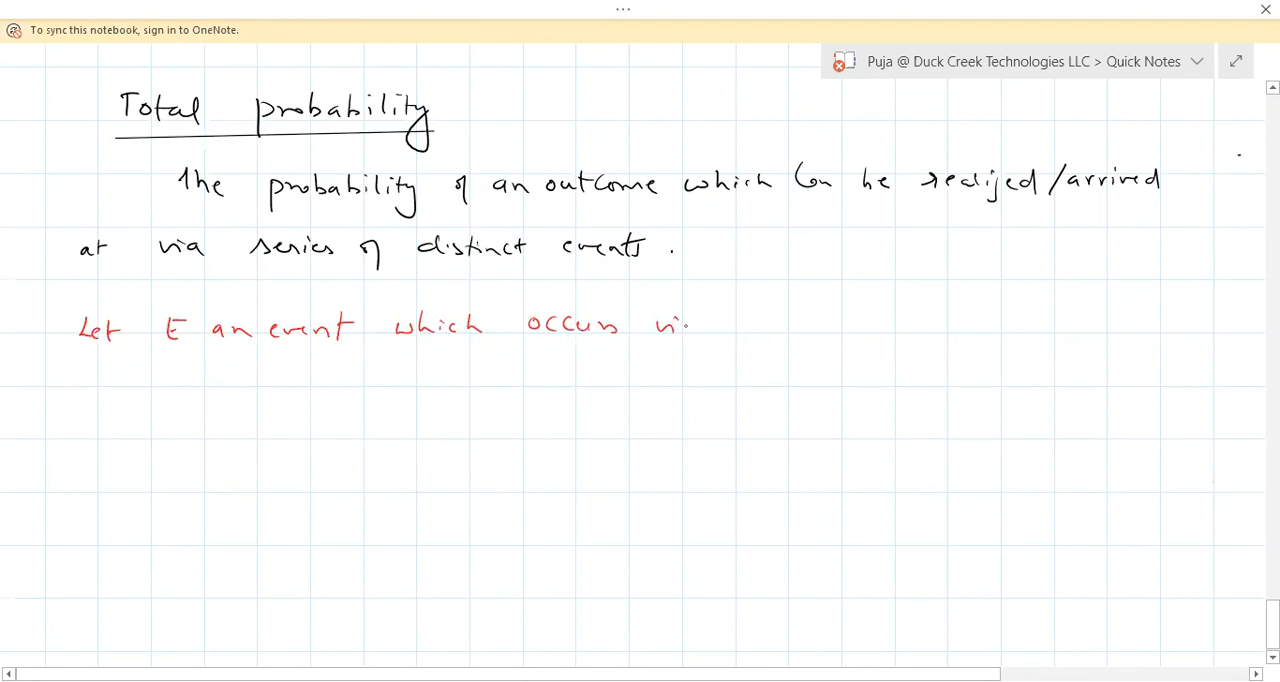 To sync this notebook, sign in to OneNote.
Puja @ Duck Creek Technologies LLC > Quick Notes
Total probability
The probability of an outcome which can be realized/arrived
at via series of distinct events.
Let E an event which occurs vi